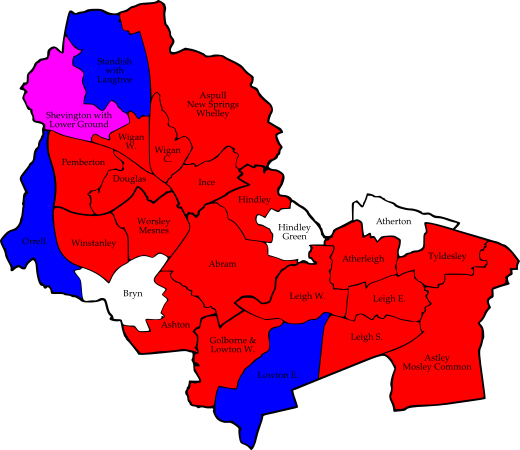 Standish
with
Langtree
Aspull
New Springs
Whelley
Shevington with
Lower Ground
Wigan
W.
Wigan
C.
Pemberton
Douglas
Ince
Hindley
Worsley
Mesnes
Winstanley
Orrell
Hindley
Green
Atherton
Abram
Atherleigh
Tyldesley
Bryn
Leigh W.
Leigh E.
Ashton
Golborne &
Lowton W.
Leigh S.
Astley
Mosley Common
Lowton E.